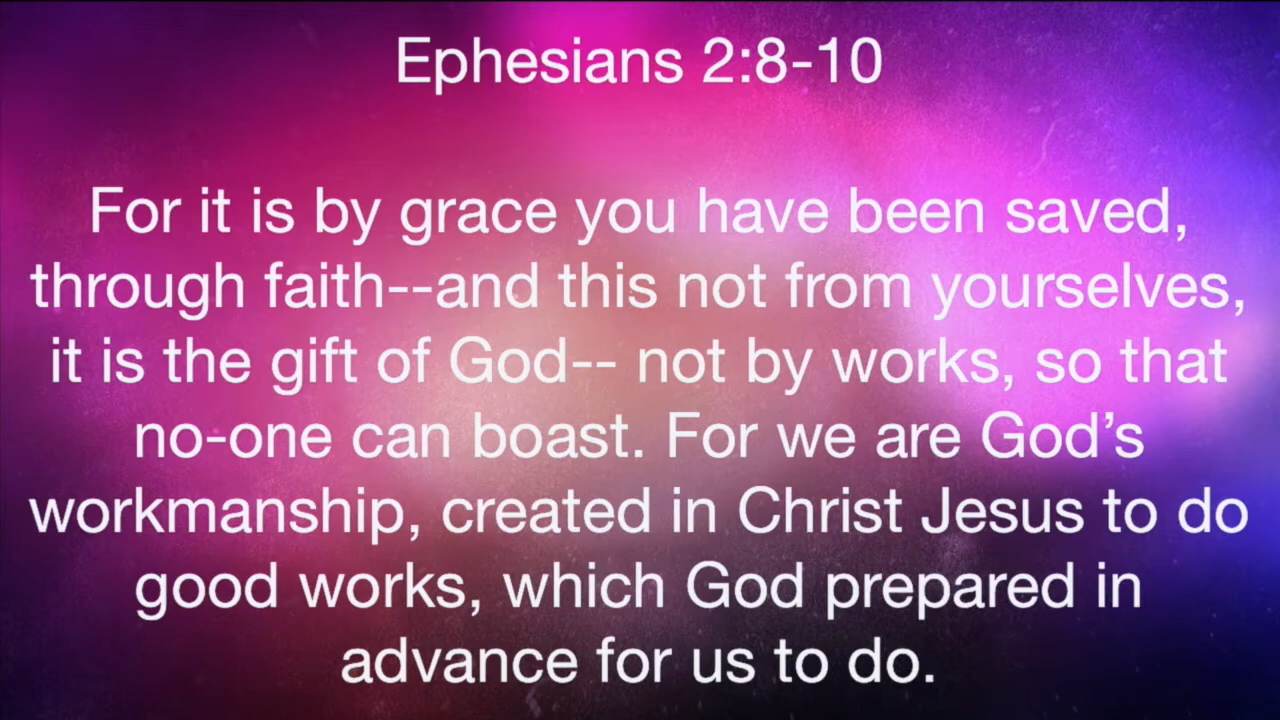 Ephesians 2:8-10
For it is by grace you have been saved,
through faith--and this not from yourselves,
it is the gift of God-- not by works, so that
no-one can boast. For we are God’s
workmanship, created in Christ Jesus to do
good works, which God prepared in
advance for us to do.